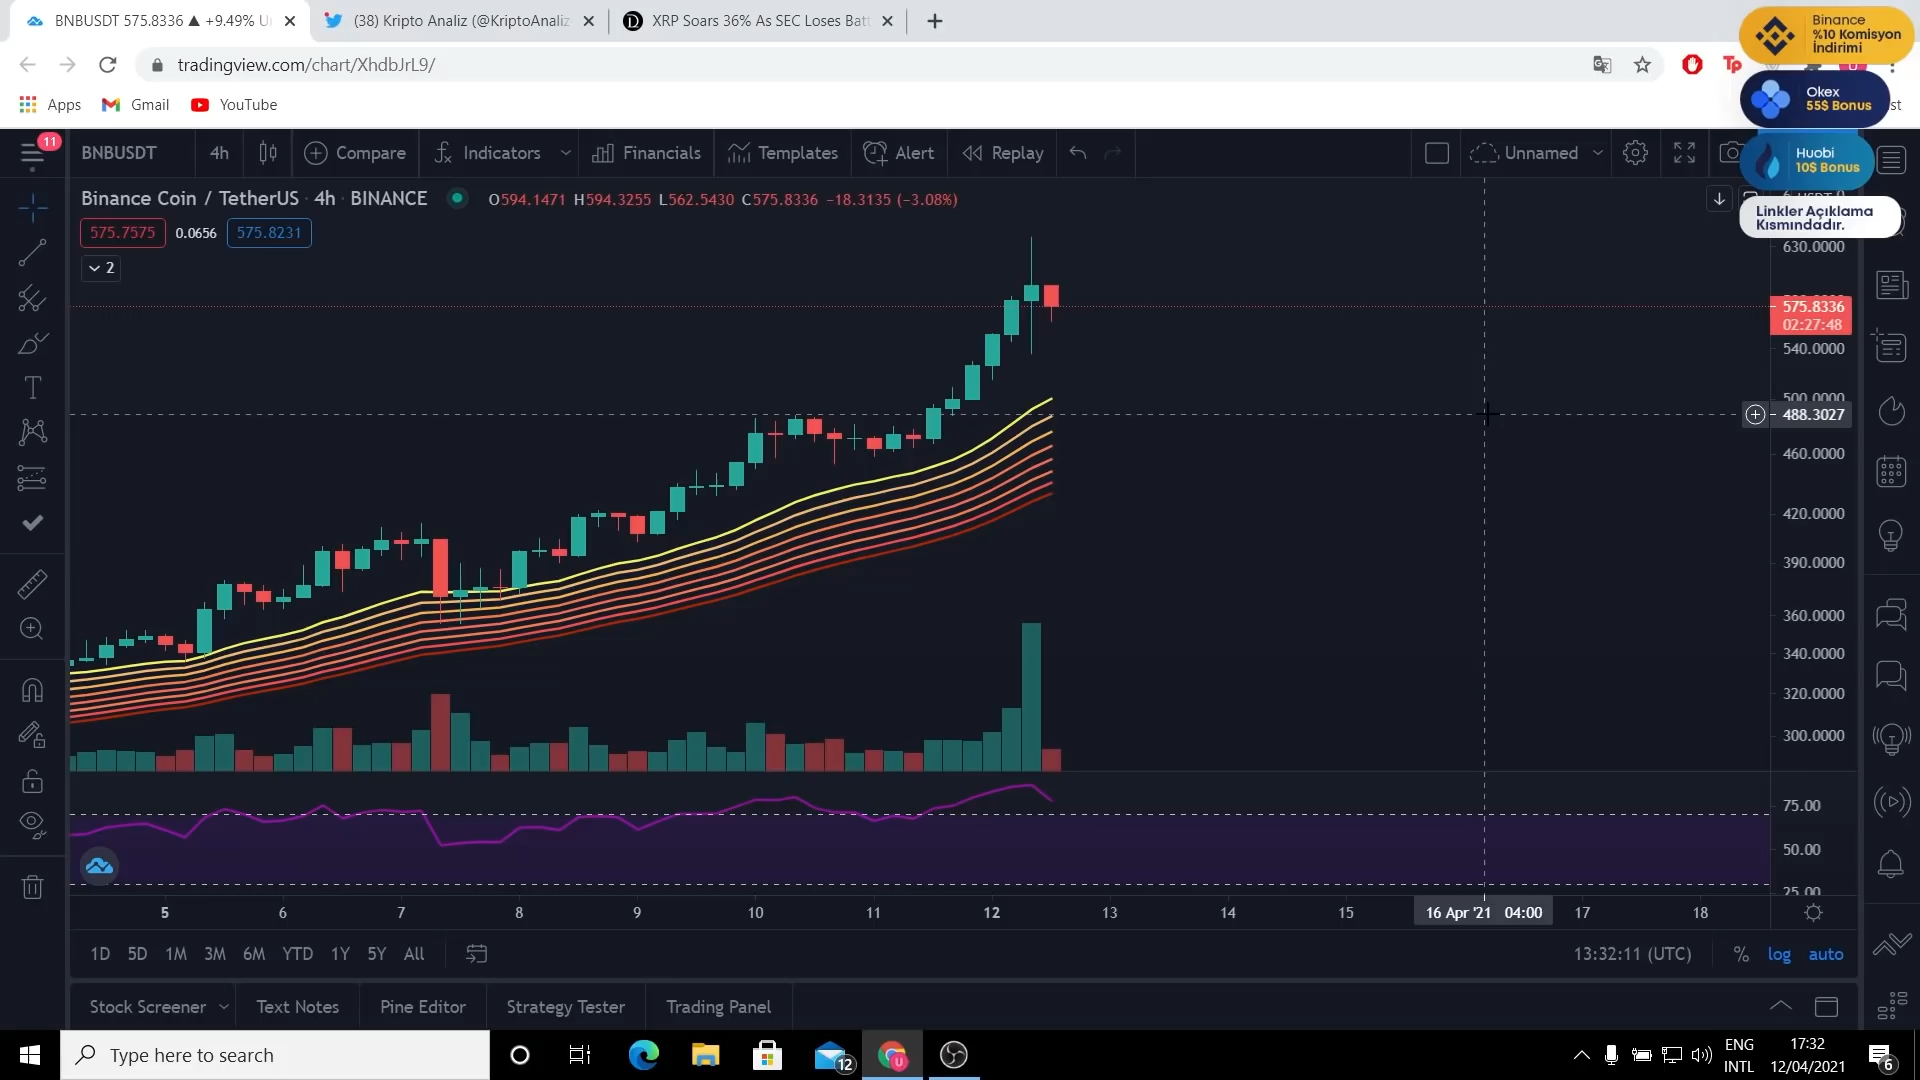 BNBUSDT 575.8336 ▲ +9.49% U
(38) Kripto Analiz (@KriptoAnaliz
XRP Soars 36% As SEC Loses Batt
tradingview.com/chart/XhdbJrL9/
Apps
Gmail
YouTube
Binance
%10 Komisyon
İndirimi
Okex
55$ Bonus
Huobi
10$ Bonus
Linkler Açıklama
Kısmındadır.
11
BNBUSDT
4h
Compare
Indicators
Financials
Templates
Alert
Replay
Unnamed
Binance Coin / TetherUS · 4h · BINANCE
O594.1471 H594.3255 L562.5430 C575.8336 −18.3135 (−3.08%)
575.7575 0.0656 575.8231
2
630.0000
575.8336
02:27:48
540.0000
500.0000
488.3027
460.0000
420.0000
390.0000
360.0000
340.0000
320.0000
300.0000
75.00
50.00
25.00
5 6 7 8 9 10 11 12 13 14 15 16 Apr '21 04:00 17 18
1D 5D 1M 3M 6M YTD 1Y 5Y All
13:32:11 (UTC) % log auto
Stock Screener
Text Notes
Pine Editor
Strategy Tester
Trading Panel
Type here to search
12
ENG
INTL
17:32
12/04/2021
6